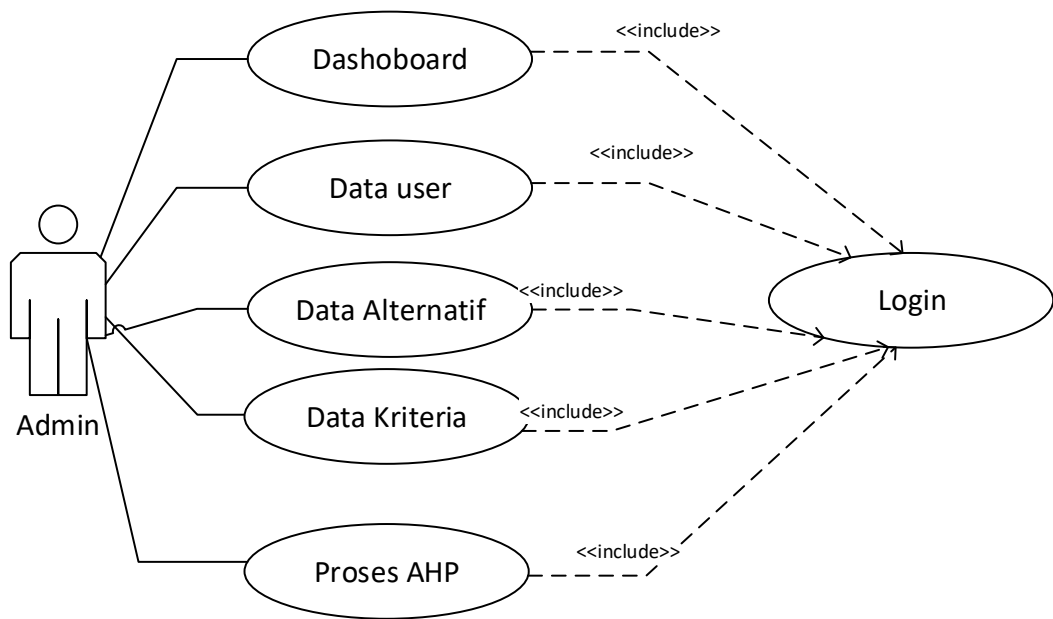 <<include>>
Dashoboard
<<include>>
Data user
<<include>>
Data Alternatif
Login
<<include>>
Data Kriteria
Admin
<<include>>
Proses AHP